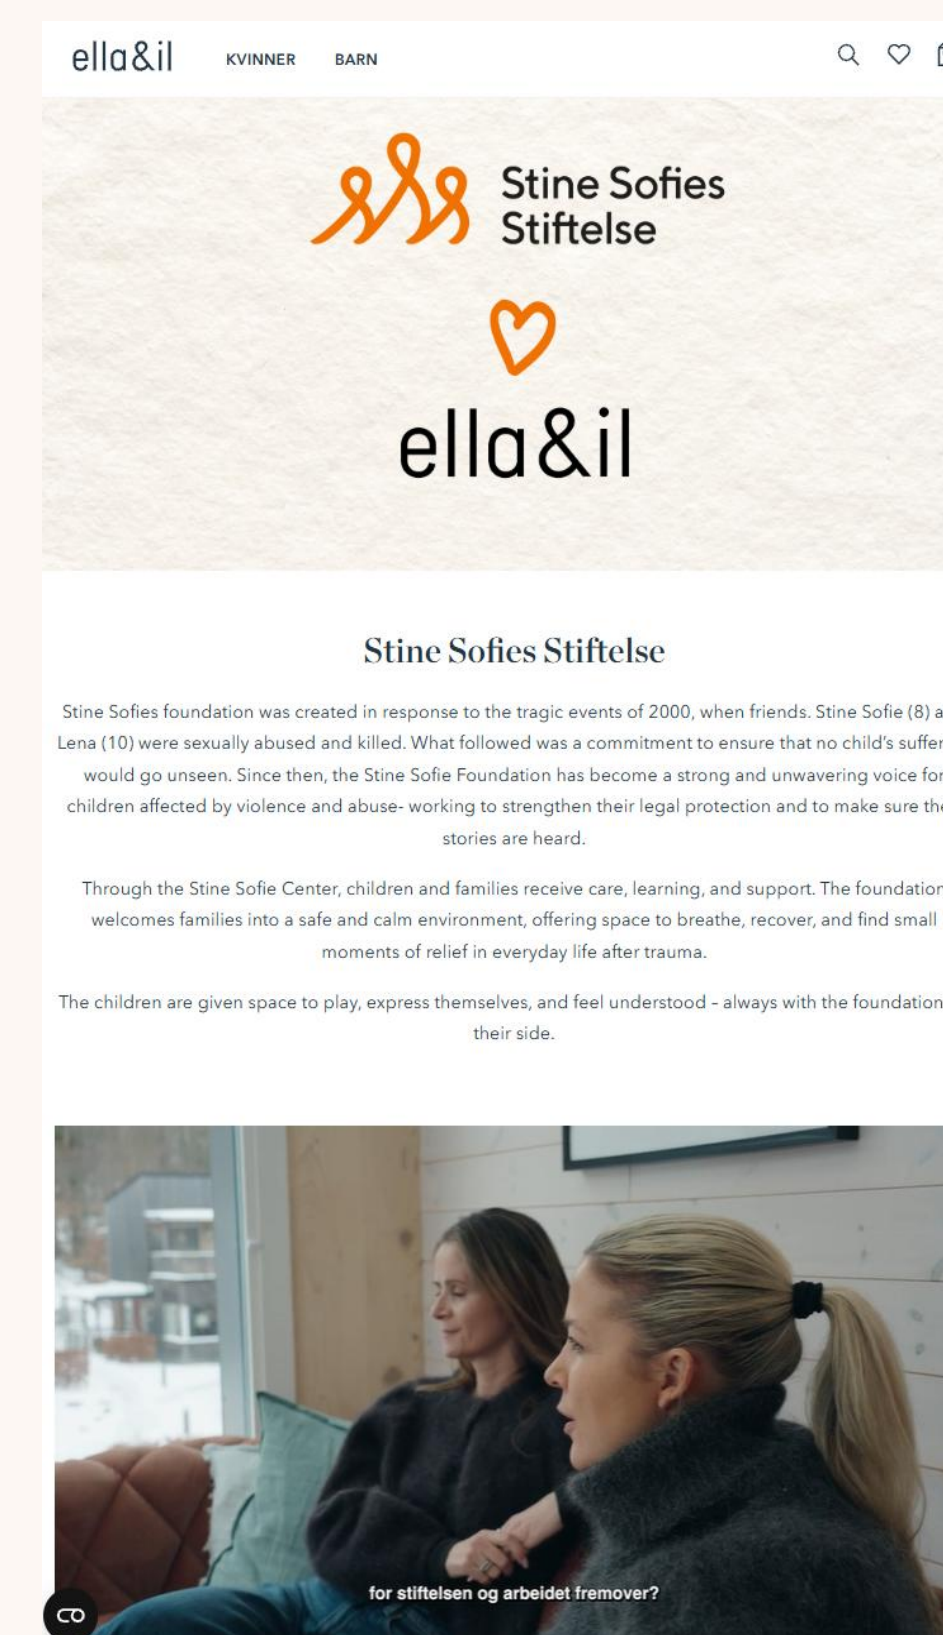 ella&il
KVINNER
BARN
Stine Sofies
Stiftelse
ella&il
Stine Sofies Stiftelse
Stine Sofies foundation was created in response to the tragic events of 2000, when friends. Stine Sofie (8) a
Lena (10) were sexually abused and killed. What followed was a commitment to ensure that no child's suffer
would go unseen. Since then, the Stine Sofie Foundation has become a strong and unwavering voice for
children affected by violence and abuse- working to strengthen their legal protection and to make sure the
stories are heard.
Through the Stine Sofie Center, children and families receive care, learning, and support. The foundation
welcomes families into a safe and calm environment, offering space to breathe, recover, and find small
moments of relief in everyday life after trauma.
The children are given space to play, express themselves, and feel understood – always with the foundation
their side.
for stiftelsen og arbeidet fremover?